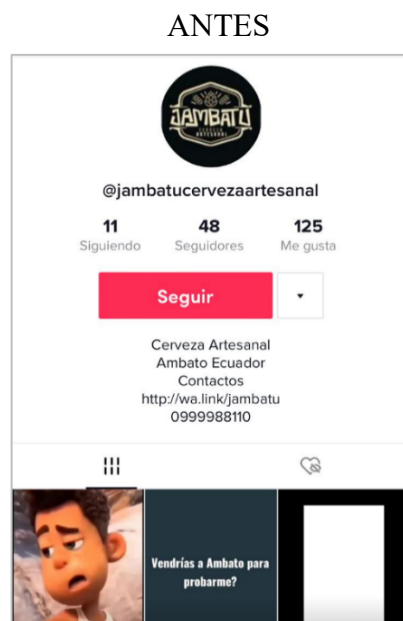 ANTES
JAMBATU
CERVEZA
ARTESANAL
@jambatucervezaartesanal
11 48 125
Siguiendo Seguidores Me gusta
Seguir
Cerveza Artesanal
Ambato Ecuador
Contactos
http://wa.link/jambatu
0999988110
Vendrías a Ambato para
probarme?